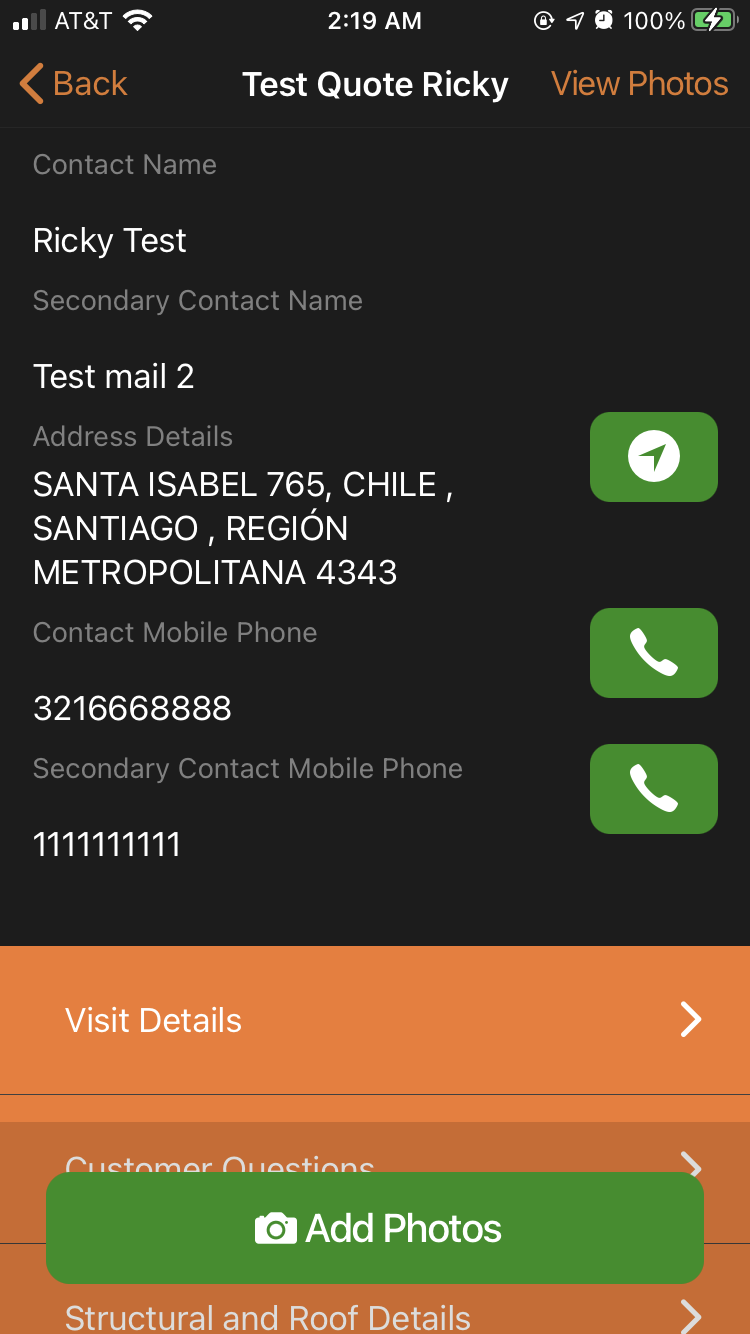 AT&T 2:19 AM 100%
Back Test Quote Ricky View Photos
Contact Name
Ricky Test
Secondary Contact Name
Test mail 2
Address Details
SANTA ISABEL 765, CHILE ,
SANTIAGO , REGIÓN
METROPOLITANA 4343
Contact Mobile Phone
3216668888
Secondary Contact Mobile Phone
1111111111
Visit Details
Customer Questions
Add Photos
Structural and Roof Details